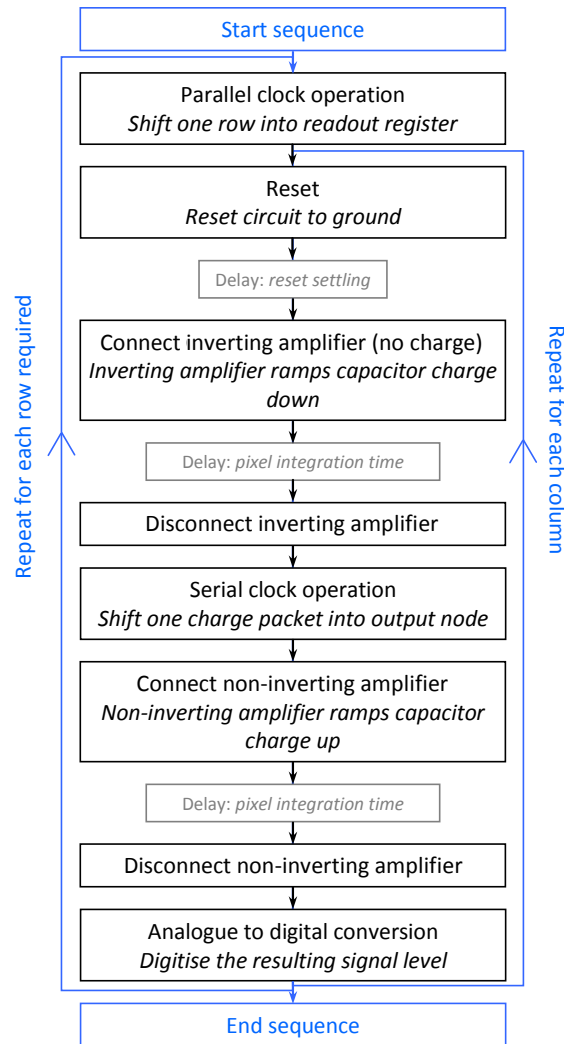 Start sequence
Parallel clock operation
Shift one row into readout register
Reset
Reset circuit to ground
Delay: reset settling
Connect inverting amplifier (no charge)
Inverting amplifier ramps capacitor charge
down
Delay: pixel integration time
Disconnect inverting amplifier
Serial clock operation
Shift one charge packet into output node
Connect non-inverting amplifier
Non-inverting amplifier ramps capacitor
charge up
Delay: pixel integration time
Disconnect non-inverting amplifier
Analogue to digital conversion
Digitise the resulting signal level
End sequence
Repeat for each row required
Repeat for each
column